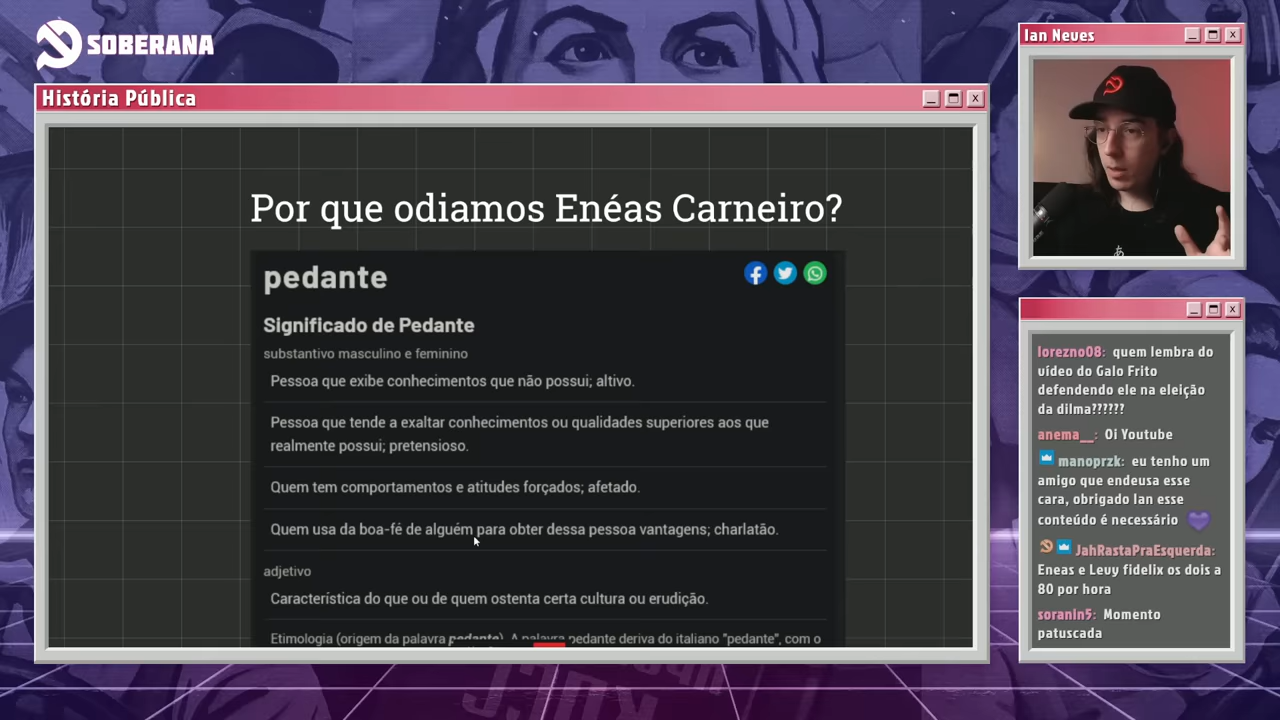 SOBERANA
História Pública
Por que odiamos Enéas Carneiro?
pedante
Significado de Pedante
substantivo masculino e feminino
Pessoa que exibe conhecimentos que não possui; altivo.
Pessoa que tende a exaltar conhecimentos ou qualidades superiores aos que
realmente possui; pretensioso.
Quem tem comportamentos e atitudes forçados; afetado.
Quem usa da boa-fé de alguém para obter dessa pessoa vantagens; charlatão.
adjetivo
Característica do que ou de quem ostenta certa cultura ou erudição.
Etimologia (origem da palavra pedante). A palavra pedante deriva do italiano "pedante", com o
Ian Neves
lorezno08: quem lembra do
vídeo do Galo Frito
defendendo ele na eleição
da dilma??????
anema__: Oi Youtube
manoprzk: eu tenho um
amigo que endeusa esse
cara, obrigado Ian esse
conteúdo é necessário
JahRastaPraEsquerda:
Eneas e Levy fidelix os dois a
80 por hora
soranin5: Momento
patuscada